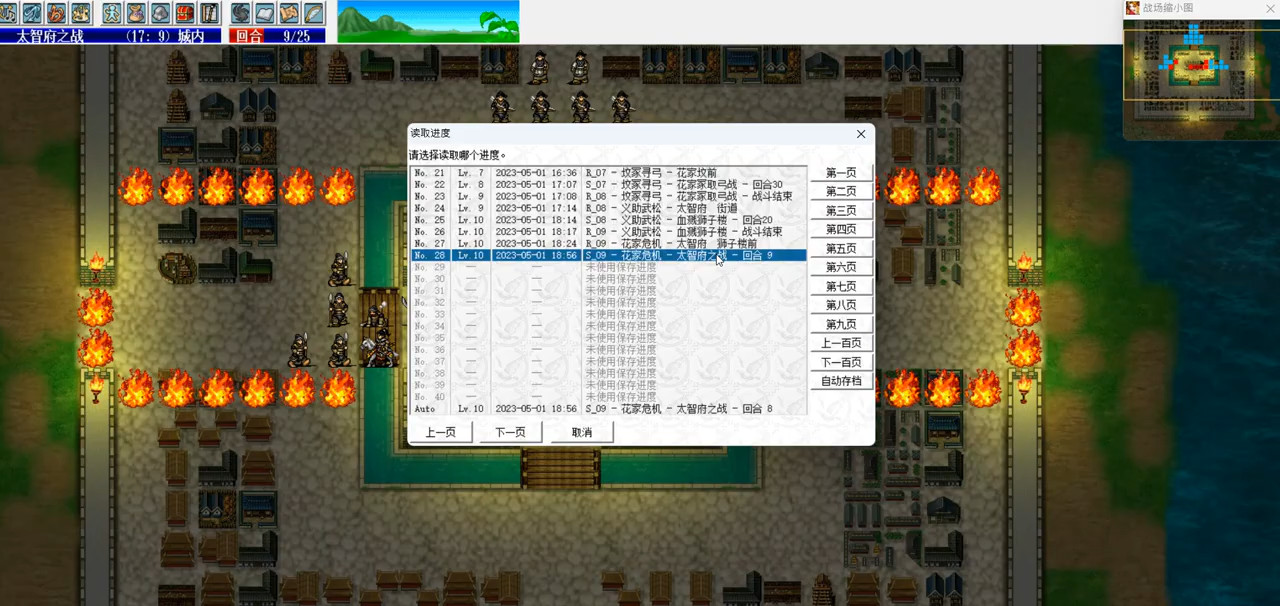 太智府之战 (17: 9) 城内 回合 9/25
战场缩小图
读取进度
请选择读取哪个进度。
No. 21 Lv. 7 2023-05-01 16:36 R_07 - 坟家寻弓 - 花家坟前
No. 22 Lv. 8 2023-05-01 17:07 S_07 - 坟家寻弓 - 花家冢取弓战 - 回合30
No. 23 Lv. 9 2023-05-01 17:08 R_08 - 坟家寻弓 - 花家冢取弓战 - 战斗结束
No. 24 Lv. 9 2023-05-01 17:14 R_08 - 义助武松 - 太智府 街道
No. 25 Lv.10 2023-05-01 18:14 S_08 - 义助武松 - 血溅狮子楼 - 回合20
No. 26 Lv.10 2023-05-01 18:17 R_09 - 义助武松 - 血溅狮子楼 - 战斗结束
No. 27 Lv.10 2023-05-01 18:24 R_09 - 花家危机 - 太智府 狮子楼前
No. 28 Lv.10 2023-05-01 18:56 S_09 - 花家危机 - 太智府之战 - 回合 9
No. 29 — — 未使用保存进度
No. 30 — — 未使用保存进度
No. 31 — — 未使用保存进度
No. 32 — — 未使用保存进度
No. 33 — — 未使用保存进度
No. 34 — — 未使用保存进度
No. 35 — — 未使用保存进度
No. 36 — — 未使用保存进度
No. 37 — — 未使用保存进度
No. 38 — — 未使用保存进度
No. 39 — — 未使用保存进度
No. 40 — — 未使用保存进度
Auto Lv.10 2023-05-01 18:56 S_09 - 花家危机 - 太智府之战 - 回合 8
第一页
第二页
第三页
第四页
第五页
第六页
第七页
第八页
第九页
上一百页
下一百页
自动存档
上一页 下一页 取消